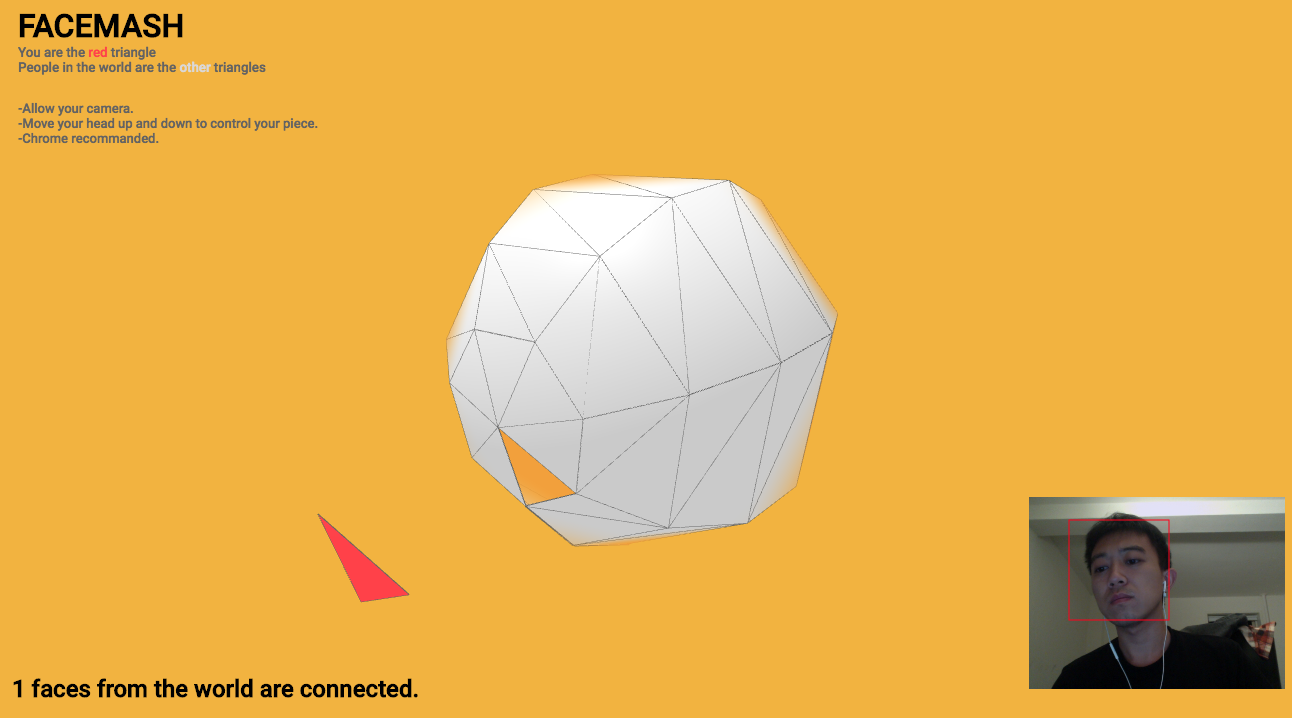 FACEMASH
You are the red triangle
People in the world are the other triangles
-Allow your camera.
-Move your head up and down to control your piece.
-Chrome recommanded.
1 faces from the world are connected.